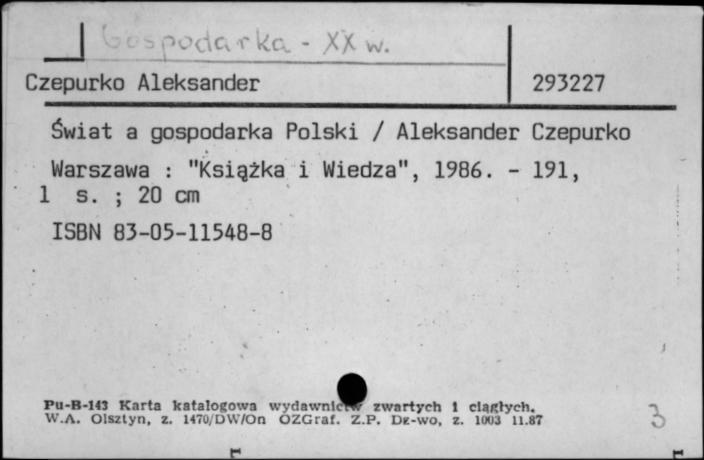 Gospodarka - XX w.
Czepurko Aleksander
293227
Świat a gospodarka Polski / Aleksander Czepurko
Warszawa : "Książka i Wiedza", 1986. - 191,
1 s. ; 20 cm
ISBN 83-05-11548-8
Pu-B-143 Karta katalogowa wydawnictw zwartych i ciągłych.
W.A. Olsztyn, z. 1470/DW/On OZGraf. Z.P. Dz-wo, z. 1003 11.87
3